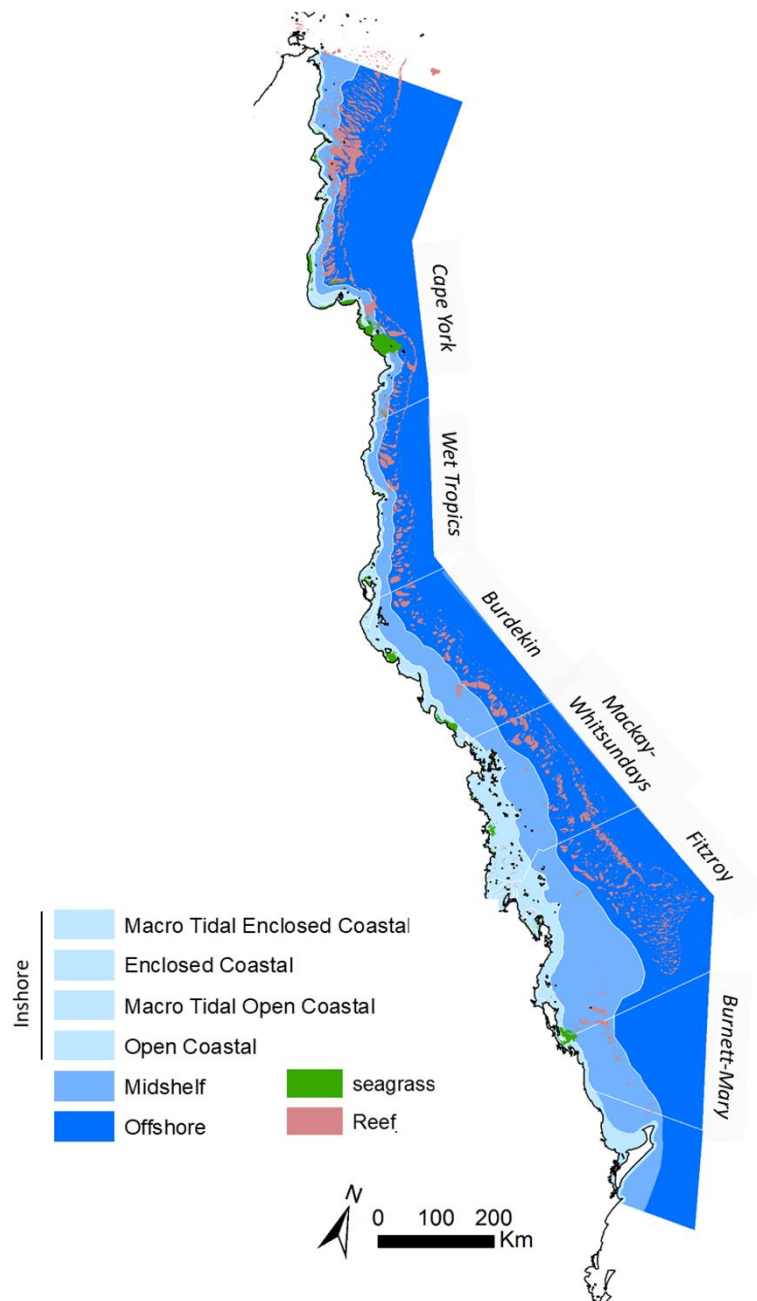 Cape York
Wet Tropics
Burdekin
Mackay-
Whitsundays
Fitzroy
Burnett-Mary
Inshore
Macro Tidal Enclosed Coastal
Enclosed Coastal
Macro Tidal Open Coastal
Open Coastal
Midshelf
Offshore
seagrass
Reef.
N
0 100 200
Km